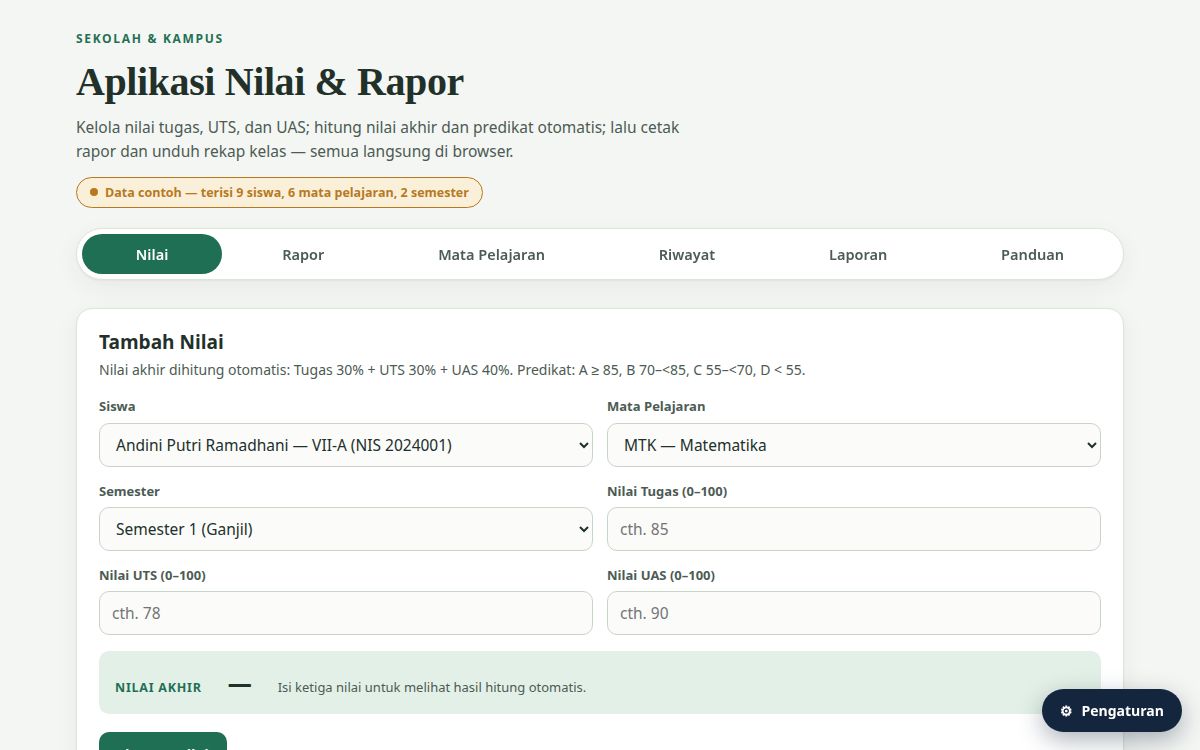 SEKOLAH & KAMPUS
Aplikasi Nilai & Rapor
Kelola nilai tugas, UTS, dan UAS; hitung nilai akhir dan predikat otomatis; lalu cetak
rapor dan unduh rekap kelas — semua langsung di browser.
Data contoh — terisi 9 siswa, 6 mata pelajaran, 2 semester
Nilai Rapor Mata Pelajaran Riwayat Laporan Panduan
Tambah Nilai
Nilai akhir dihitung otomatis: Tugas 30% + UTS 30% + UAS 40%. Predikat: A ≥ 85, B 70–<85, C 55–<70, D < 55.
Siswa Mata Pelajaran
Andini Putri Ramadhani — VII-A (NIS 2024001) MTK — Matematika
Semester Nilai Tugas (0–100)
Semester 1 (Ganjil) cth. 85
Nilai UTS (0–100) Nilai UAS (0–100)
cth. 78 cth. 90
NILAI AKHIR — Isi ketiga nilai untuk melihat hasil hitung otomatis.
⚙ Pengaturan